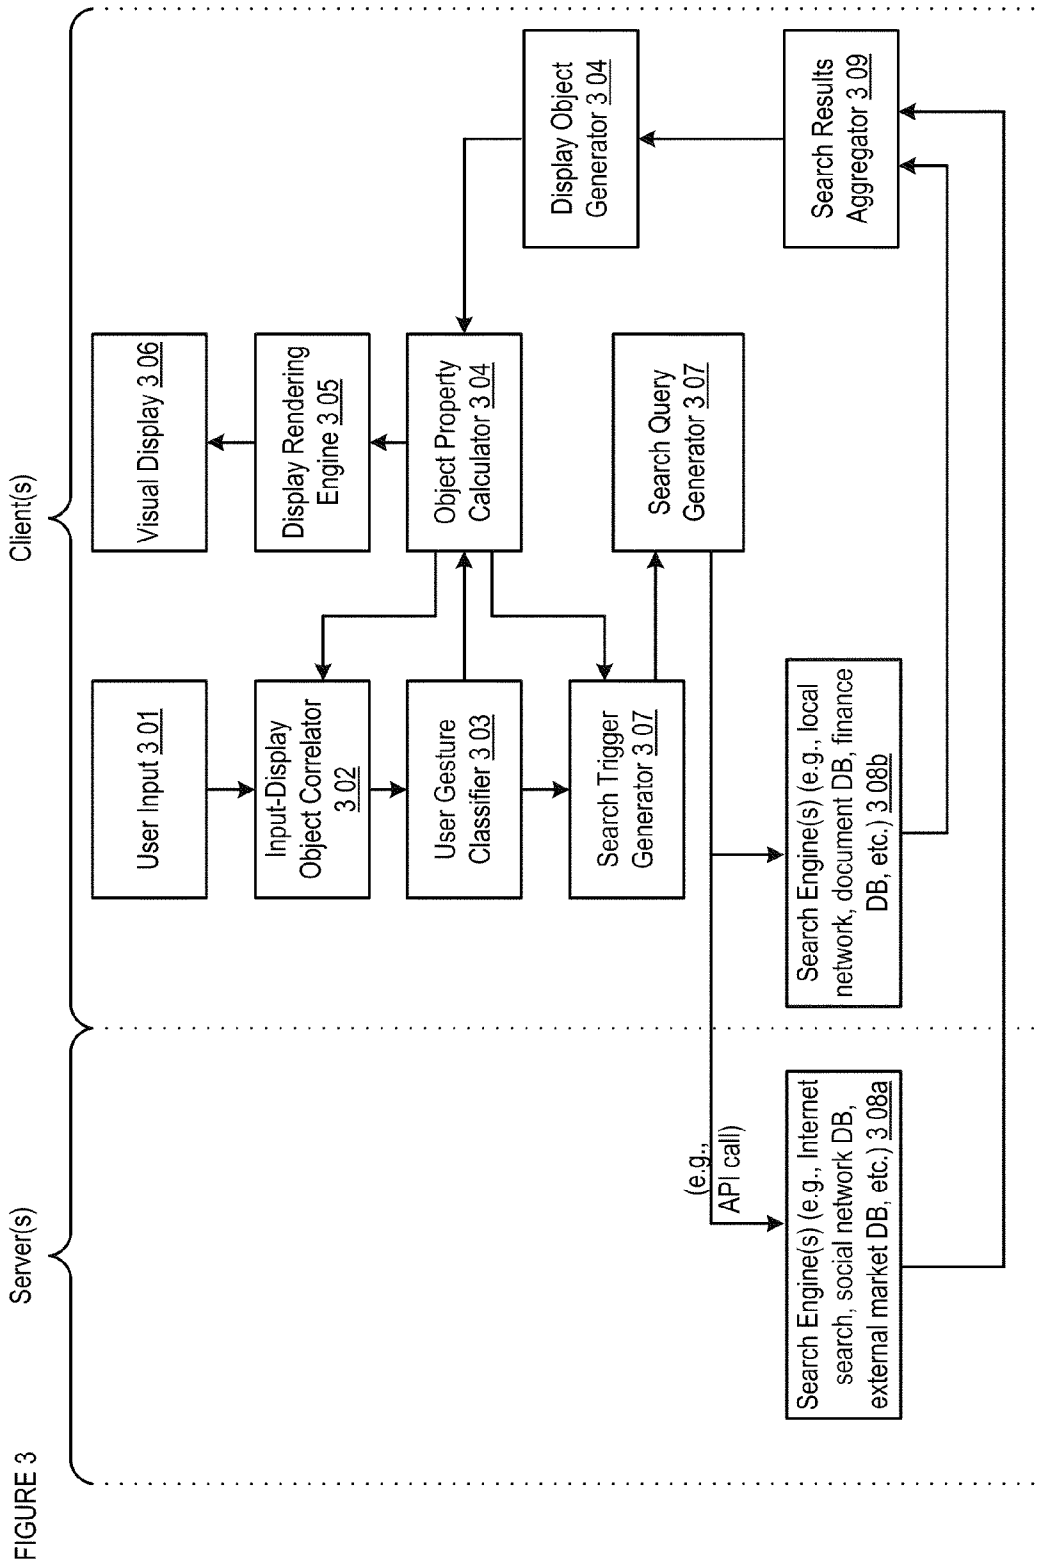 FIGURE 3
Server(s)
Client(s)
User Input 3 01
Visual Display 3 06
Input-Display
Object Correlator
3 02
Display Rendering
Engine 3 05
User Gesture
Classifier 3 03
Object Property
Calculator 3 04
Display Object
Generator 3 04
Search Trigger
Generator 3 07
Search Query
Generator 3 07
(e.g.,
API call)
Search Engine(s) (e.g., Internet
search, social network DB,
external market DB, etc.) 3 08a
Search Engine(s) (e.g., local
network, document DB, finance
DB, etc.) 3 08b
Search Results
Aggregator 3 09